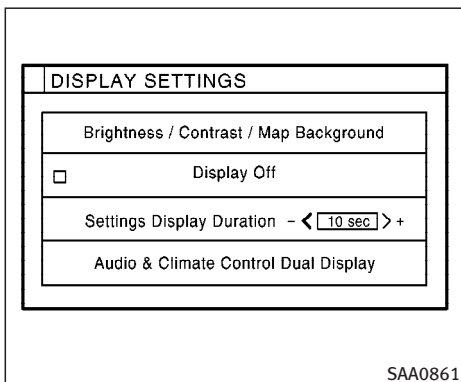 DISPLAY SETTINGS
Brightness / Contrast / Map Background
Display Off
Settings Display Duration - < 10 sec > +
Audio & Climate Control Dual Display
SAA0861